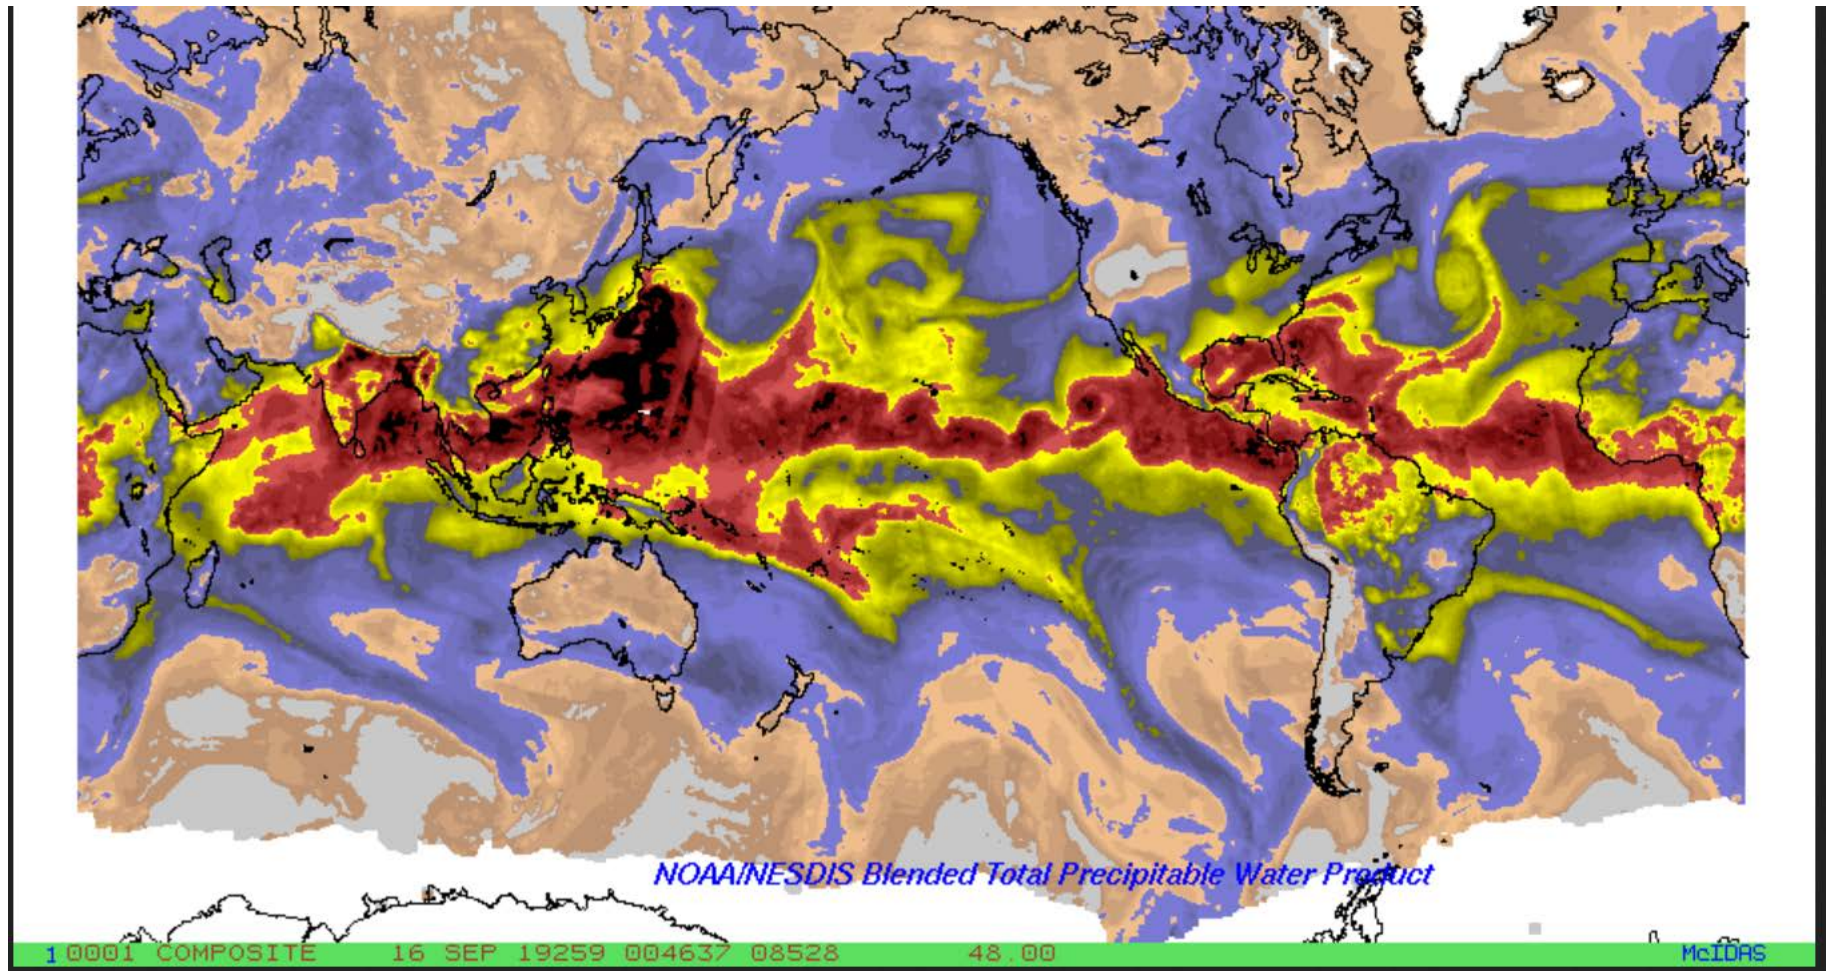 NOAA/NESDIS Blended Total Precipitable Water Product
1 0001 COMPOSITE 16 SEP 19259 004637 08528 48.00 McIDAS